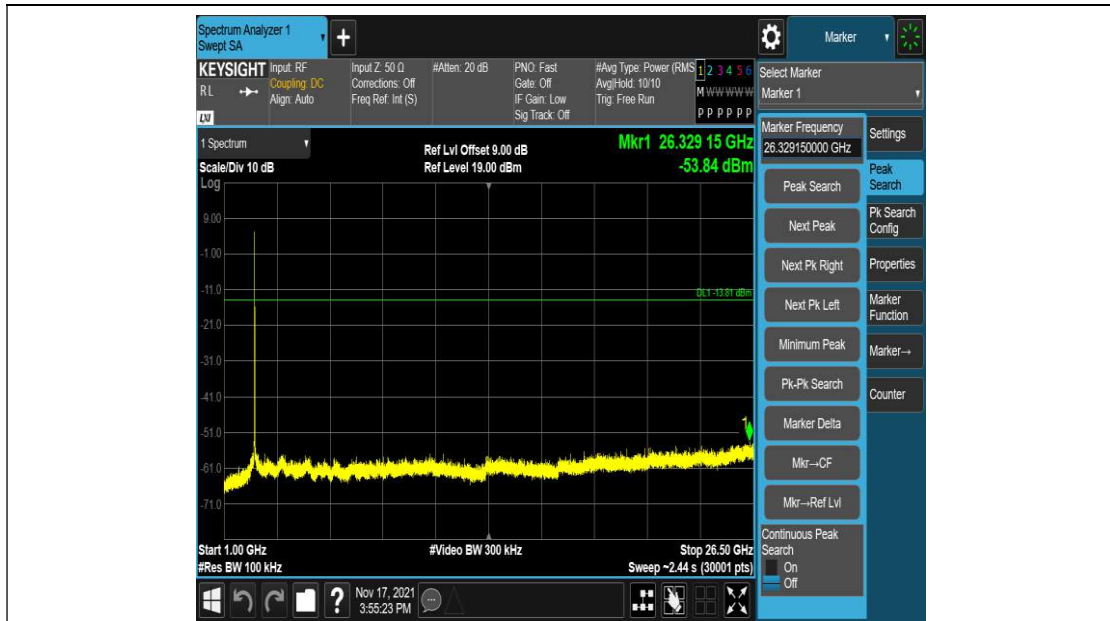 Spectrum Analyzer 1
Swept SA
Marker
KEYSIGHT
RL
LXI
Input: RF
Coupling: DC
Align: Auto
Input Z: 50 Ω
Corrections: Off
Freq Ref: Int (S)
#Atten: 20 dB
PNO: Fast
Gate: Off
IF Gain: Low
Sig Track: Off
#Avg Type: Power (RMS
Avg|Hold: 10/10
Trig: Free Run
1 2 3 4 5 6
M W W W W W
P P P P P P
Select Marker
Marker 1
1 Spectrum
Scale/Div 10 dB
Ref Lvl Offset 9.00 dB
Ref Level 19.00 dBm
Mkr1 26.329 15 GHz
-53.84 dBm
Log
9.00
-1.00
-11.0
-21.0
-31.0
-41.0
-51.0
-61.0
-71.0
DL1 -13.81 dBm
1
Start 1.00 GHz
#Res BW 100 kHz
#Video BW 300 kHz
Stop 26.50 GHz
Sweep ~2.44 s (30001 pts)
Marker Frequency
26.329150000 GHz
Peak Search
Next Peak
Next Pk Right
Next Pk Left
Minimum Peak
Pk-Pk Search
Marker Delta
Mkr→CF
Mkr→Ref Lvl
Continuous Peak
Search
On
Off
Settings
Peak
Search
Pk Search
Config
Properties
Marker
Function
Marker→
Counter
Nov 17, 2021
3:55:23 PM